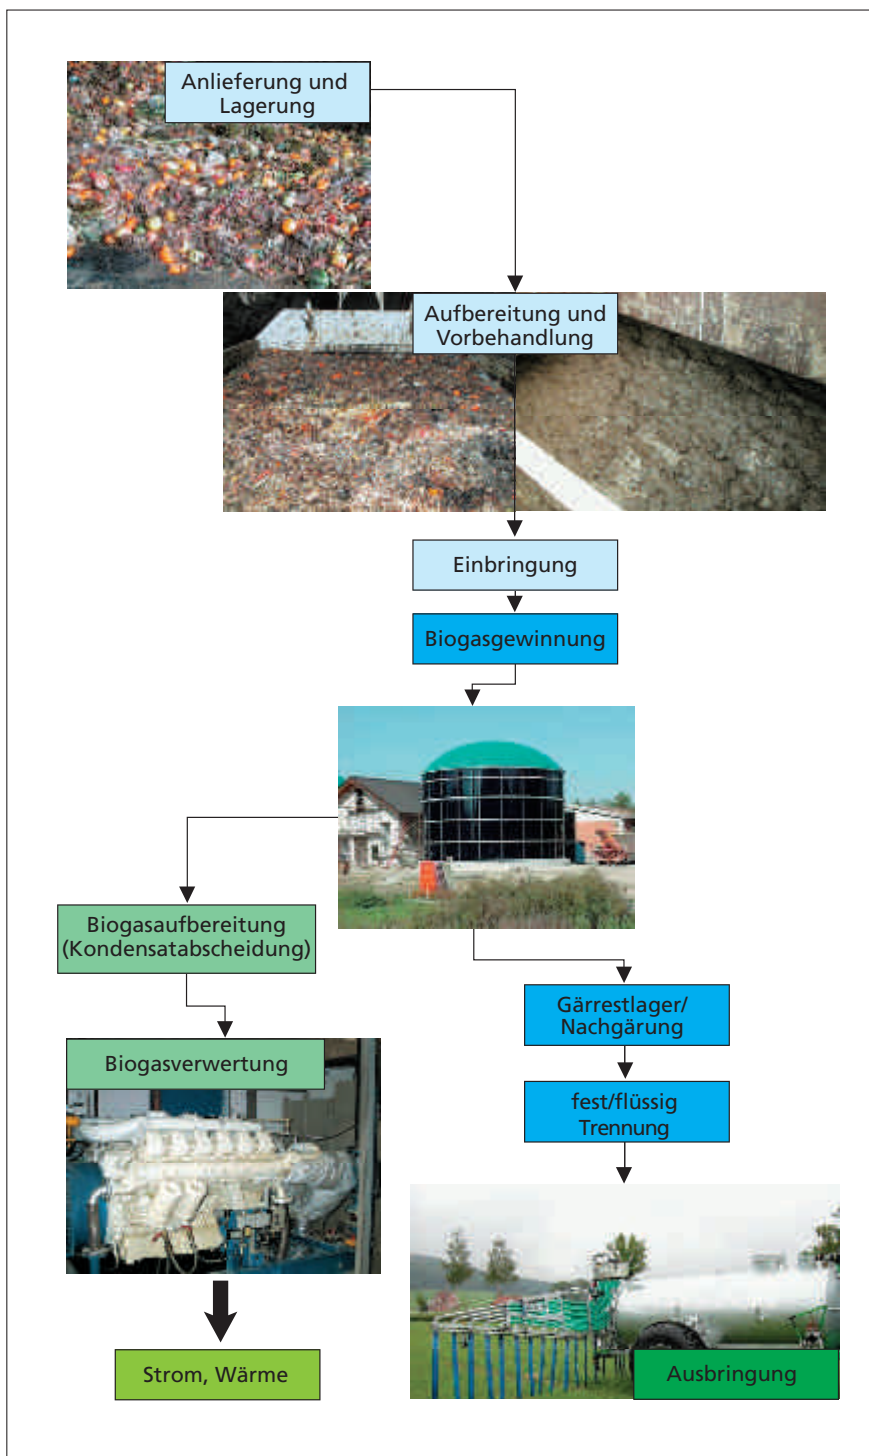 Anlieferung und
Lagerung
Aufbereitung und
Vorbehandlung
Einbringung
Biogasgewinnung
Biogasaufbereitung
(Kondensatabscheidung)
Biogasverwertung
Strom, Wärme
Gärrestlager/
Nachgärung
fest/flüssig
Trennung
Ausbringung